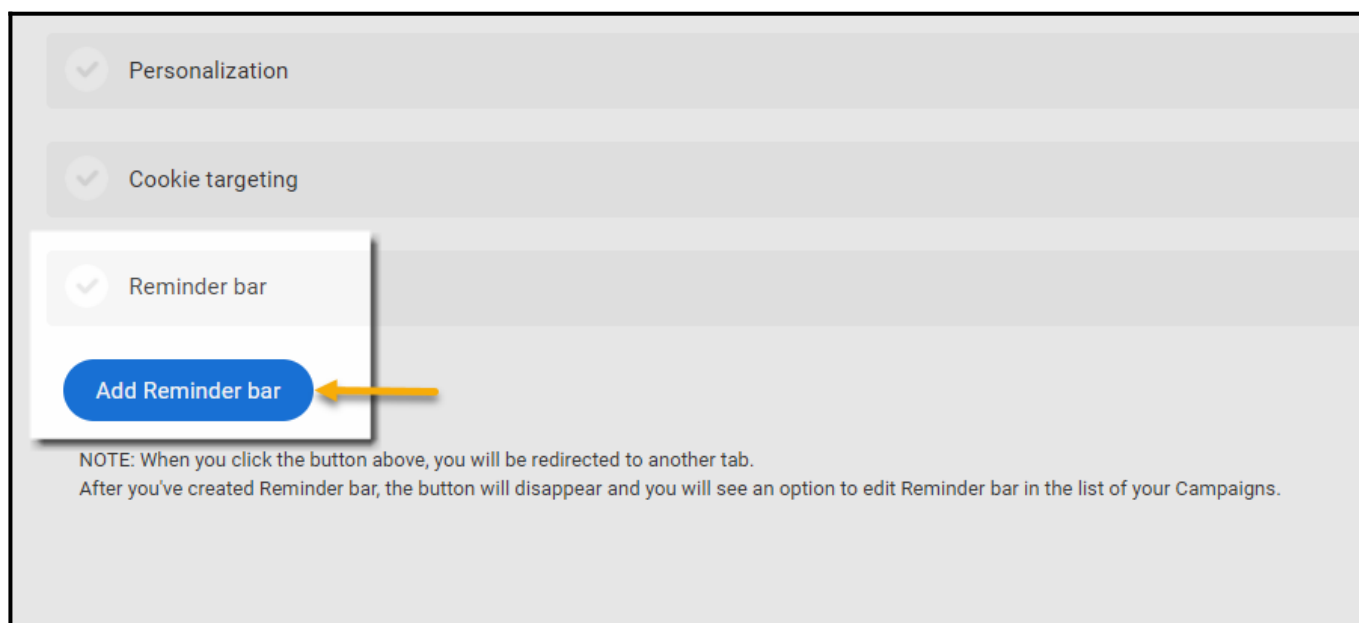 Personalization
Cookie targeting
Reminder bar
Add Reminder bar
NOTE: When you click the button above, you will be redirected to another tab.
After you've created Reminder bar, the button will disappear and you will see an option to edit Reminder bar in the list of your Campaigns.